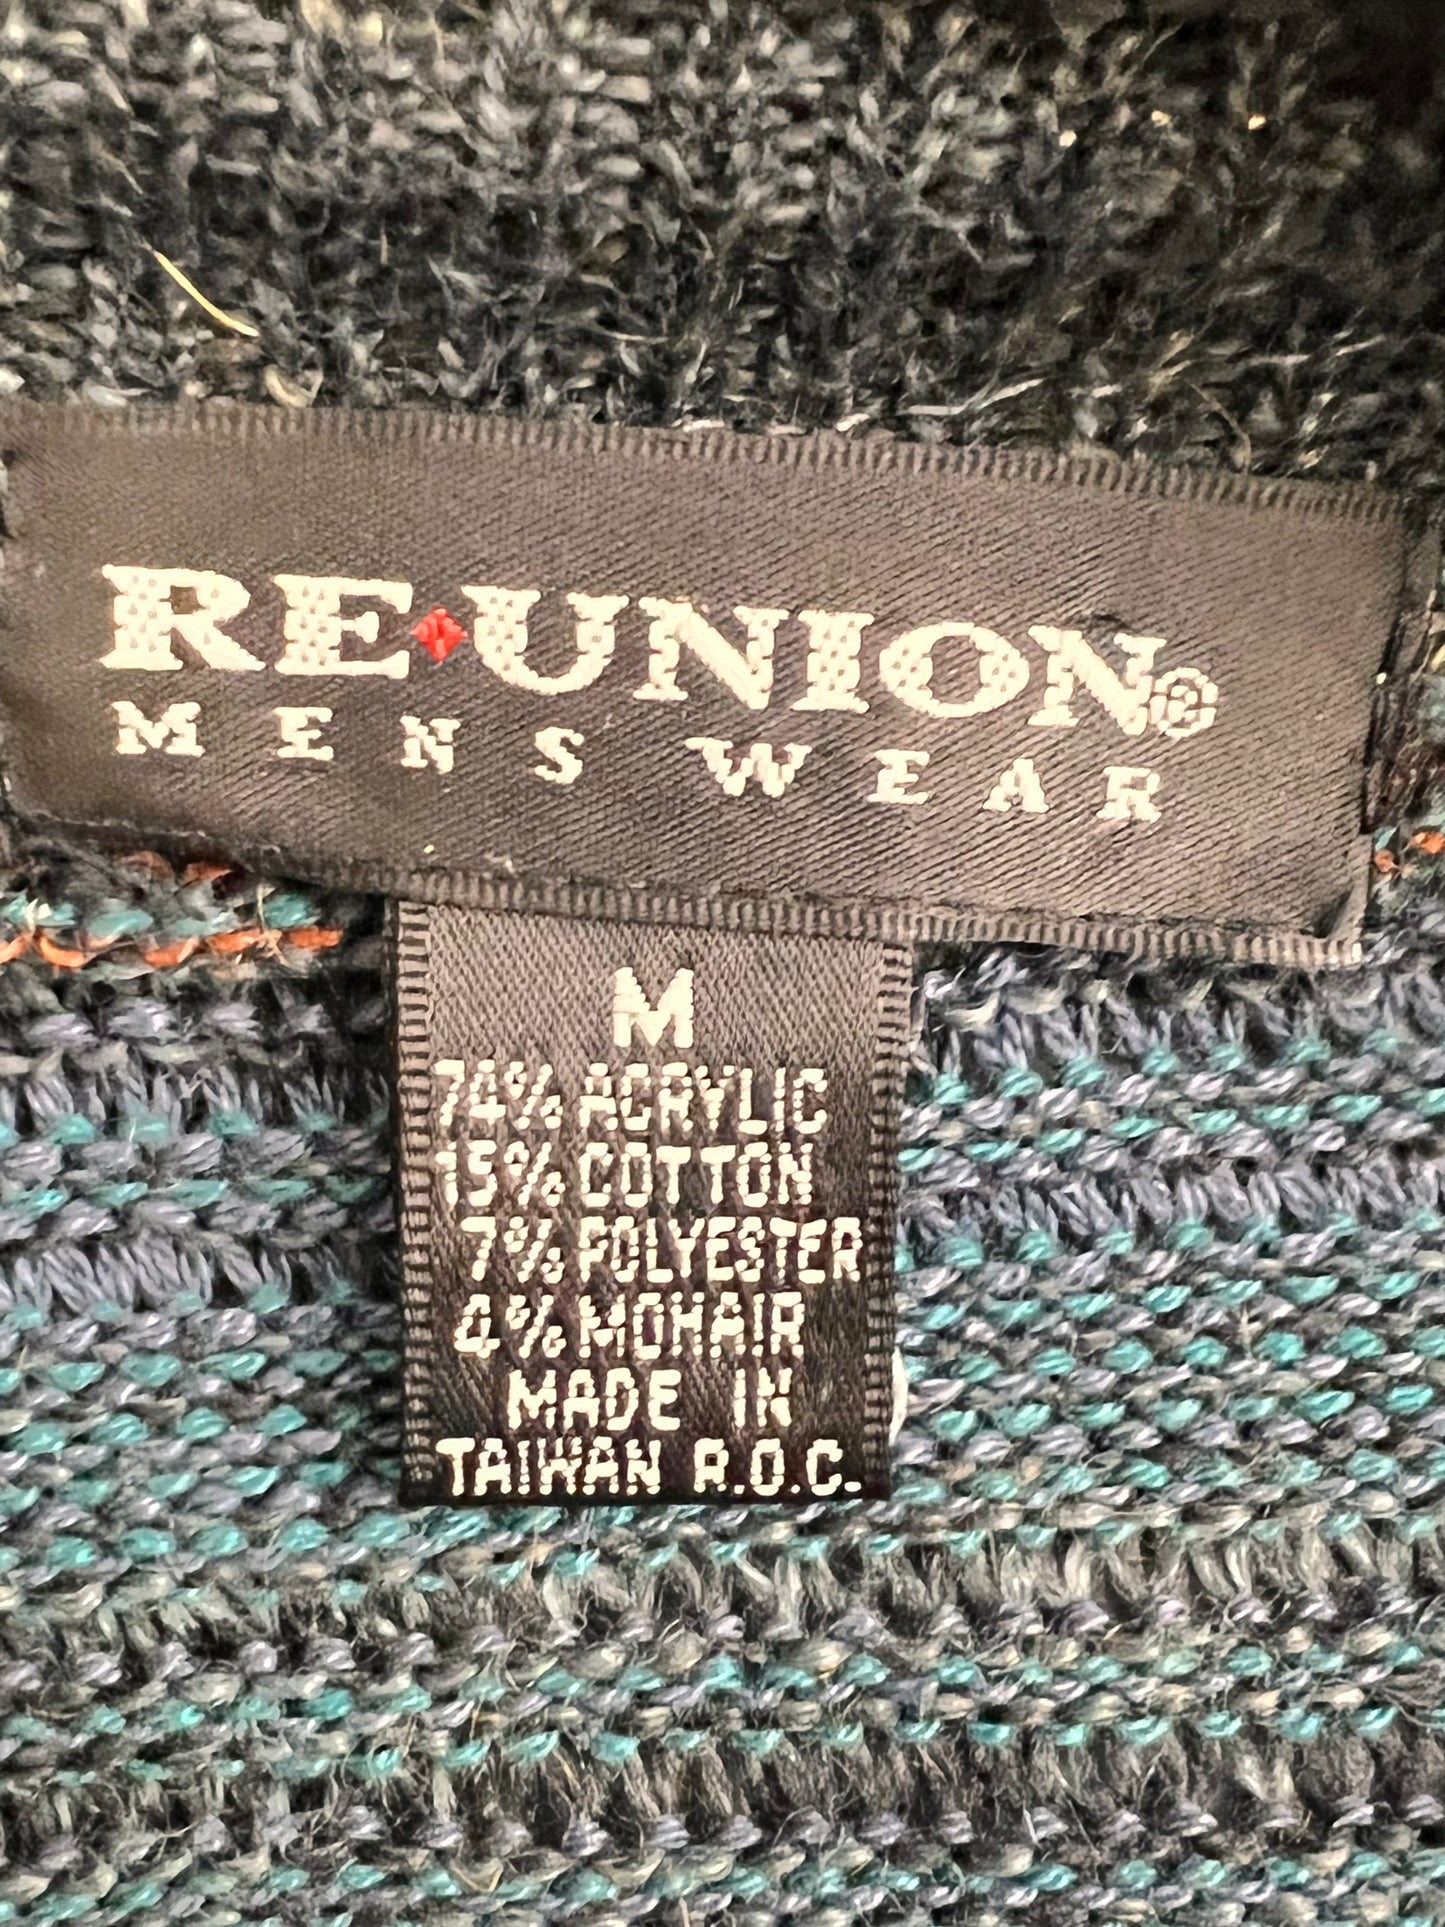 RE♦UNION®
MENS WEAR
M
74% ACRYLIC
15% COTTON
7% POLYESTER
4% MOHAIR
MADE IN
TAIWAN R.O.C.